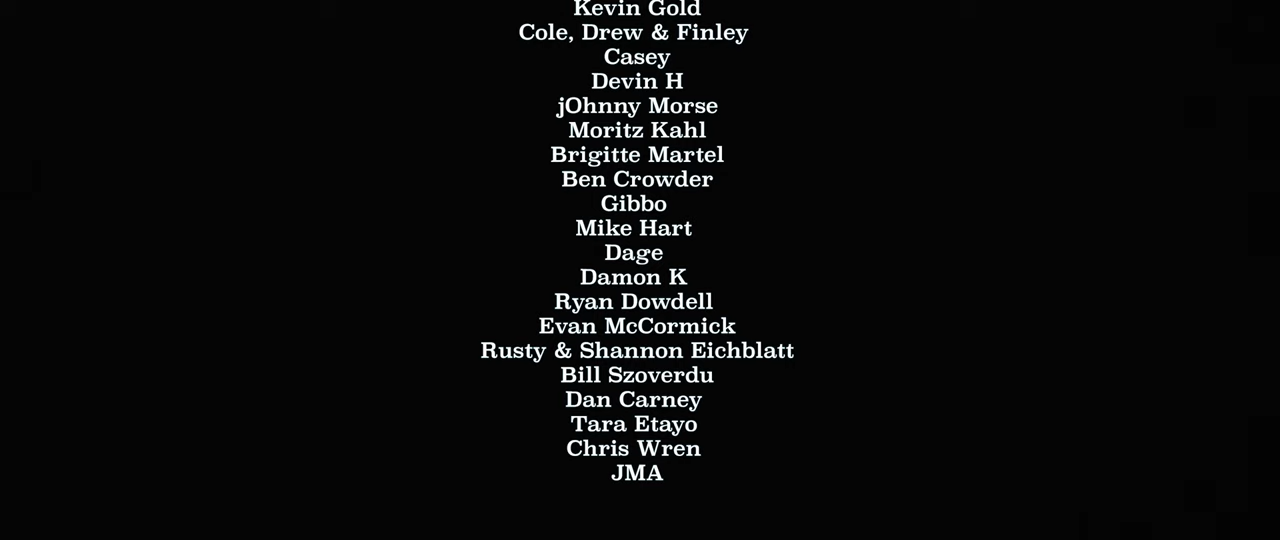 Kevin Gold
Cole, Drew & Finley
Casey
Devin H
jOhnny Morse
Moritz Kahl
Brigitte Martel
Ben Crowder
Gibbo
Mike Hart
Dage
Damon K
Ryan Dowdell
Evan McCormick
Rusty & Shannon Eichblatt
Bill Szoverdu
Dan Carney
Tara Etayo
Chris Wren
JMA